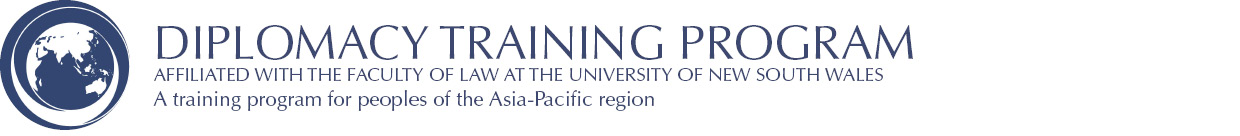 DIPLOMACY TRAINING PROGRAM
AFFILIATED WITH THE FACULTY OF LAW AT THE UNIVERSITY OF NEW SOUTH WALES
A training program for peoples of the Asia-Pacific region